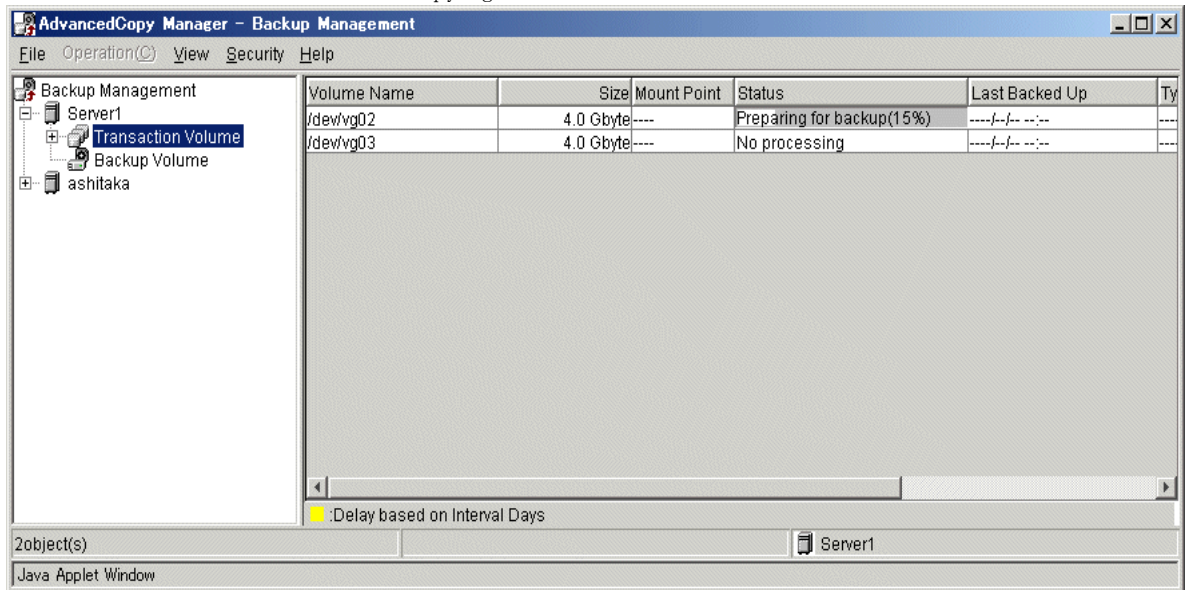 AdvancedCopy Manager - Backup Management
File Operation(C) View Security Help
Backup Management
Server1
Transaction Volume
Backup Volume
ashitaka
Volume Name Size Mount Point Status Last Backed Up Ty
/dev/vg02 4.0 Gbyte ---- Preparing for backup(15%) ----/--/-- --:-- ----
/dev/vg03 4.0 Gbyte ---- No processing ----/--/-- --:-- ----
:Delay based on Interval Days
2object(s) Server1
Java Applet Window